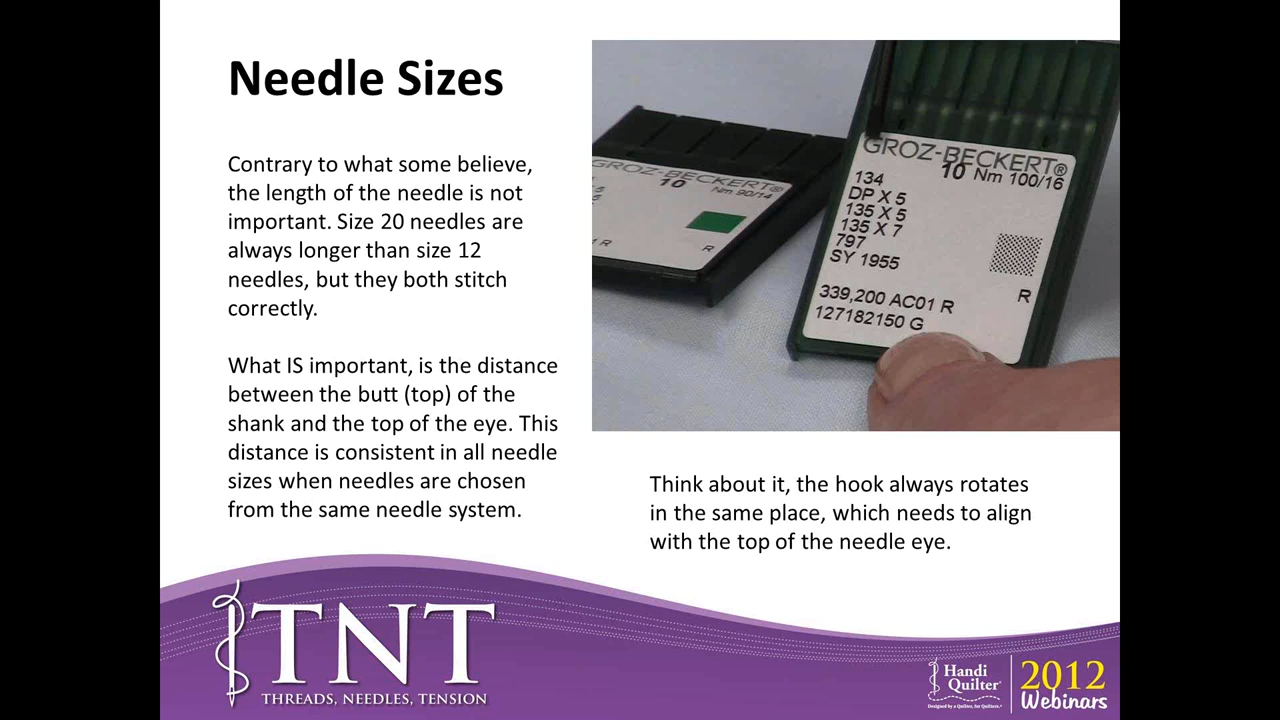 Needle Sizes
Contrary to what some believe,
the length of the needle is not
important. Size 20 needles are
always longer than size 12
needles, but they both stitch
correctly.
What IS important, is the distance
between the butt (top) of the
shank and the top of the eye. This
distance is consistent in all needle
sizes when needles are chosen
from the same needle system.
GROZ-BECKERT®
10 Nm 90/14
R
GROZ-BECKERT®
10 Nm 100/16
134
DP X 5
135 X 5
135 X 7
797
SY 1955
R
339,200 AC01 R
127182150 G
Think about it, the hook always rotates
in the same place, which needs to align
with the top of the needle eye.
TNT
THREADS, NEEDLES, TENSION
Handi
Quilter
Designed by a Quilter, for Quilters.
2012
Webinars